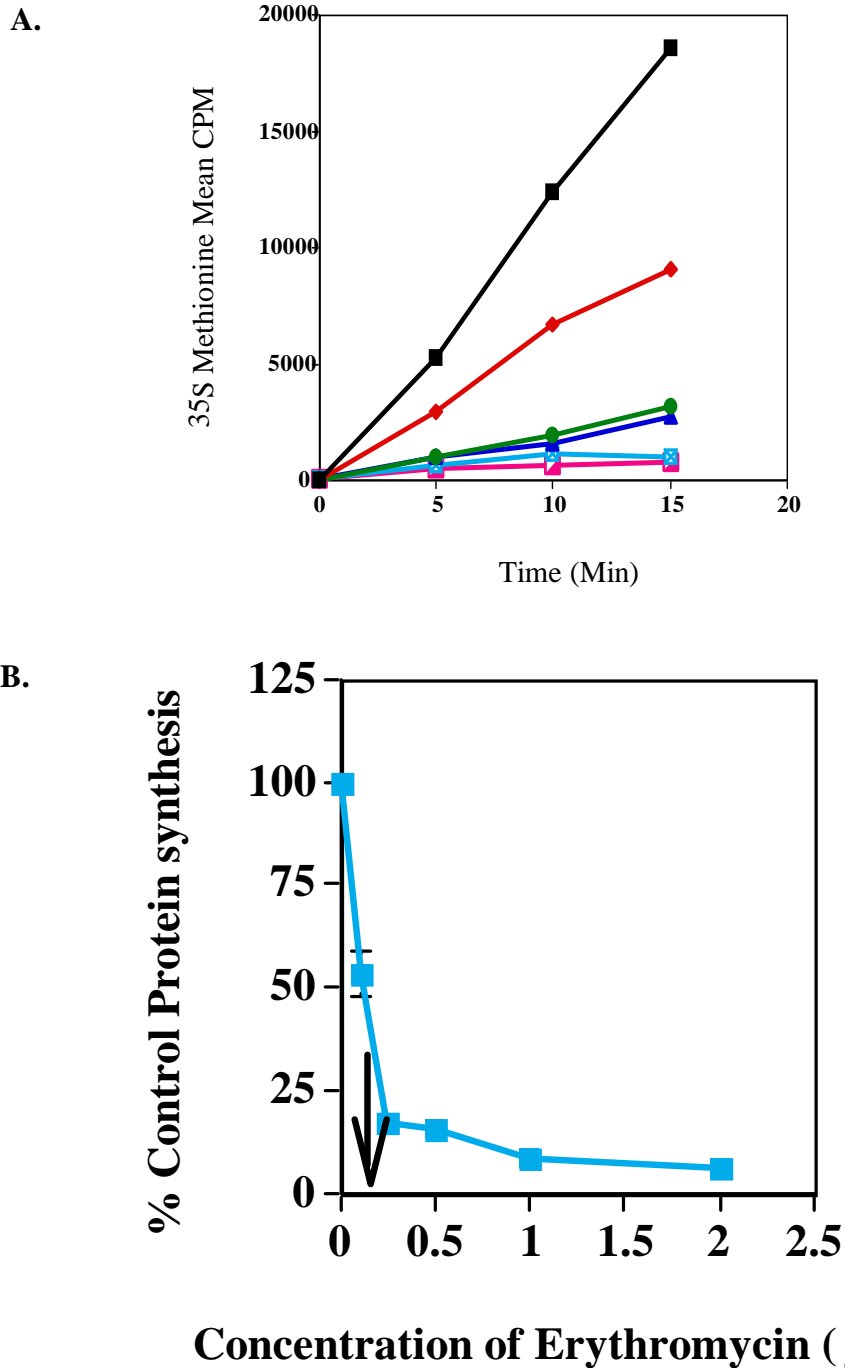 A.
20000
15000
10000
5000
0
0 5 10 15 20
35S Methionine Mean CPM
Time (Min)
B.
125
100
75
50
25
0
0 0.5 1 1.5 2 2.5
% Control Protein synthesis
Concentration of Erythromycin (